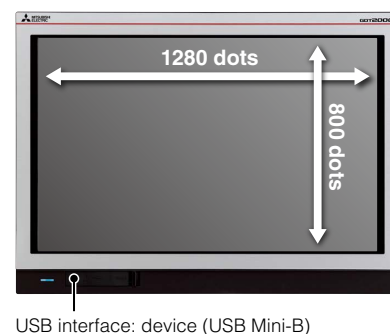 MITSUBISHI
ELECTRIC
GOT2000
1280 dots
800 dots
USB interface: device (USB Mini-B)